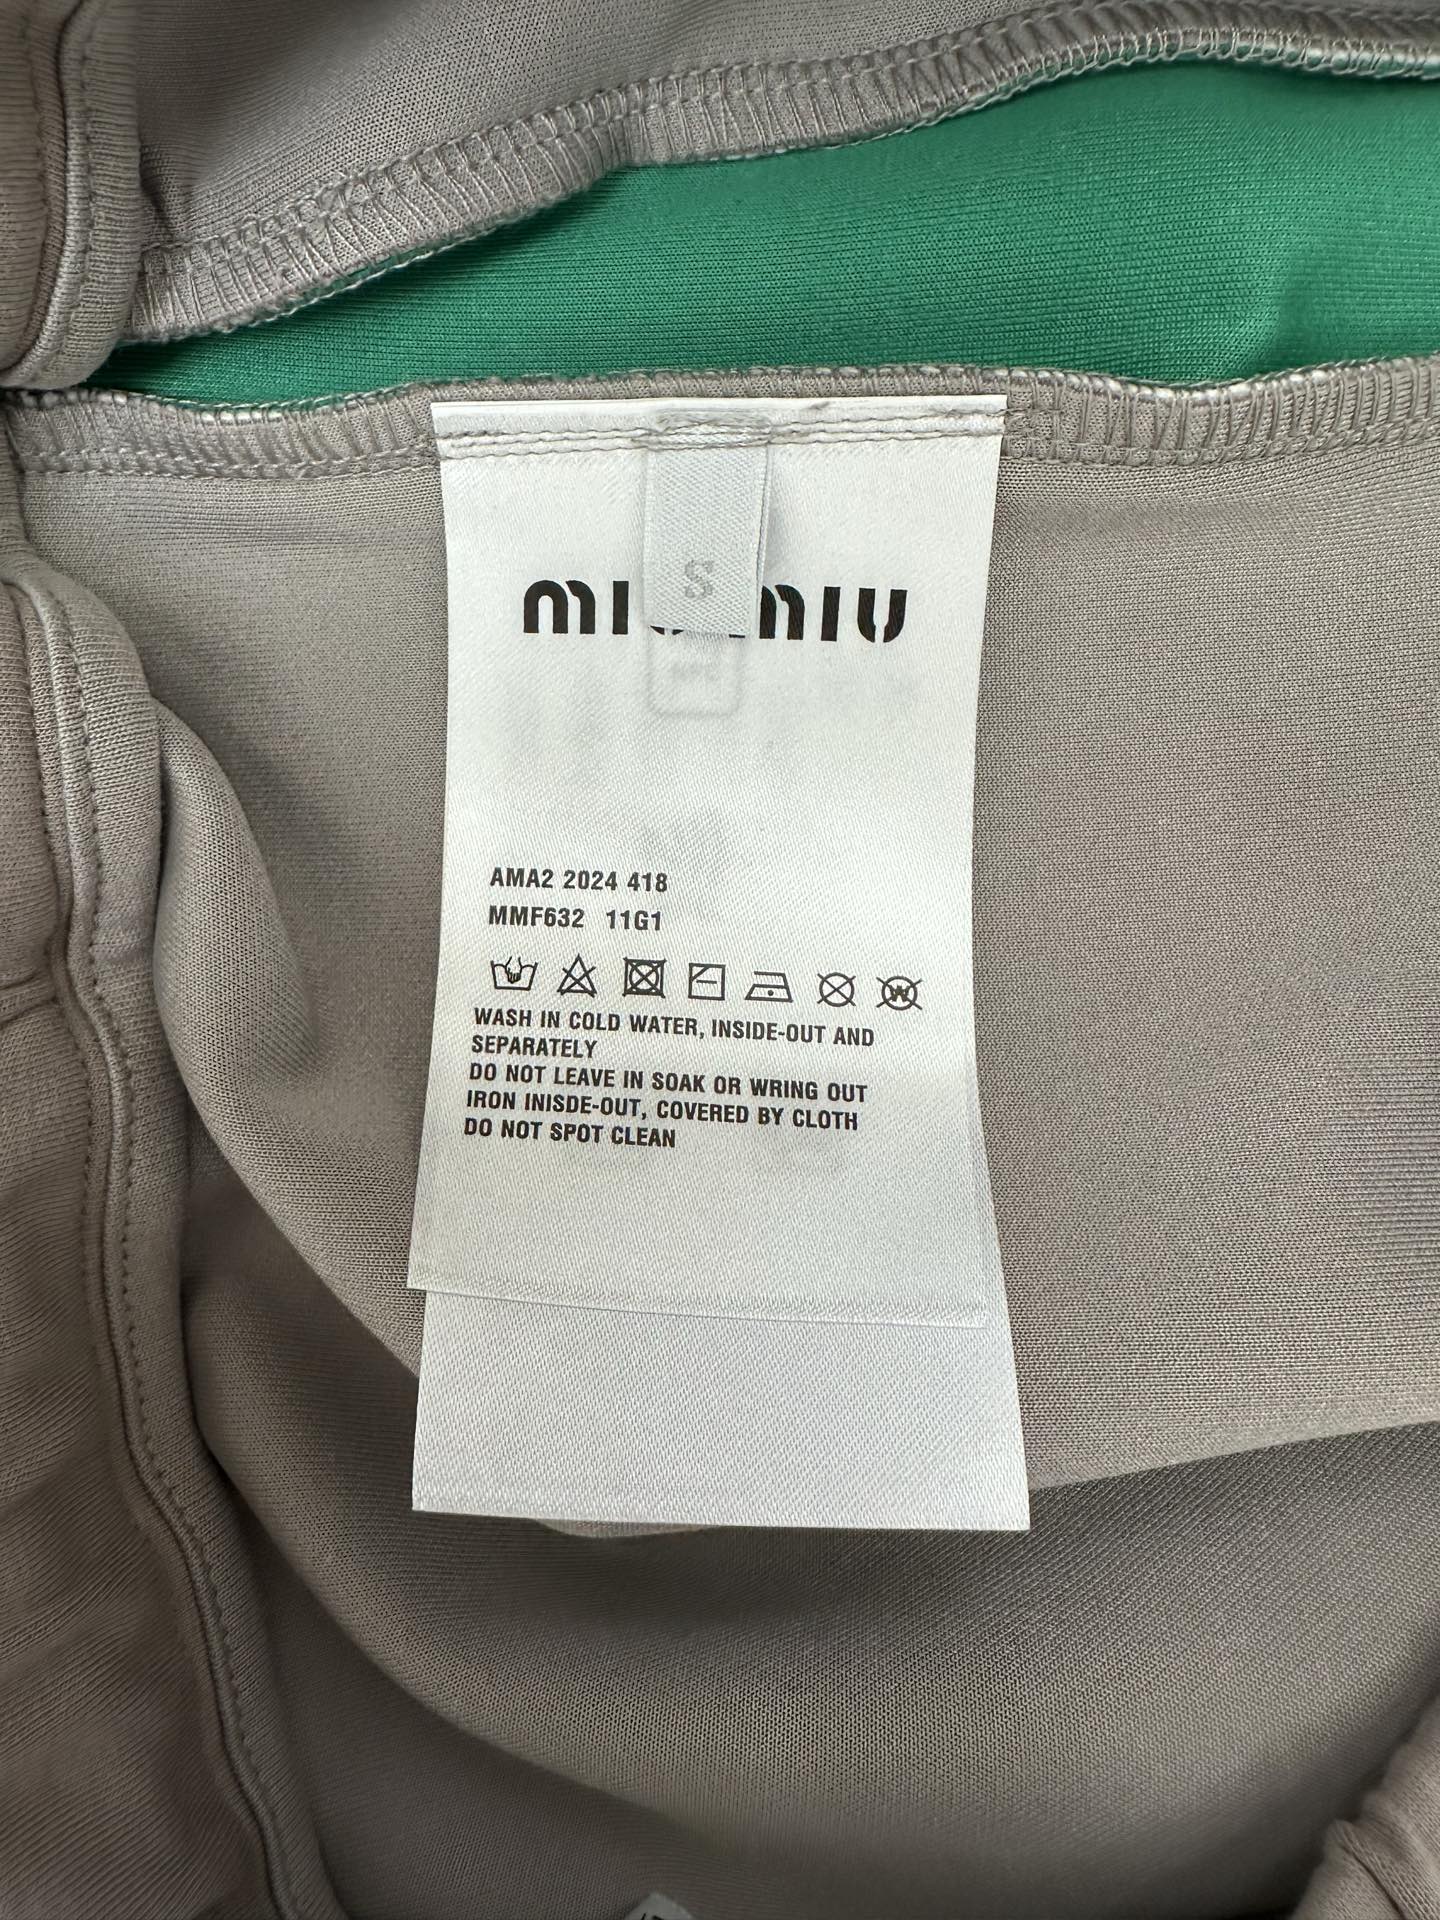 S
miu miu
AMA2 2024 418
MMF632 11G1
W
WASH IN COLD WATER, INSIDE-OUT AND
SEPARATELY
DO NOT LEAVE IN SOAK OR WRING OUT
IRON INISDE-OUT, COVERED BY CLOTH
DO NOT SPOT CLEAN